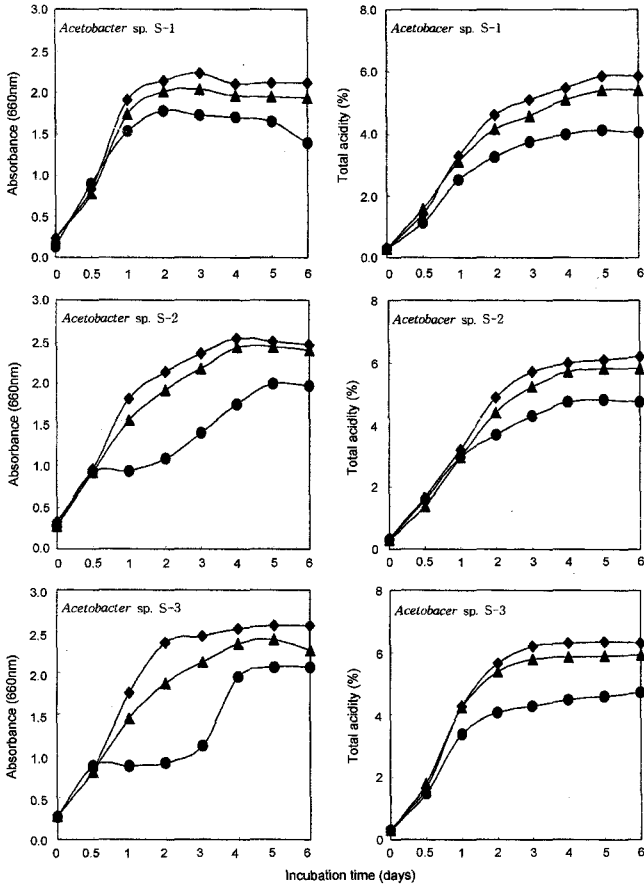 Acetobacter sp. S-1
Absorbance (660nm)
3.0
2.5
2.0
1.5
1.0
0.5
0.0
0 0.5 1 2 3 4 5 6
Acetobacer sp. S-1
Total acidity (%)
8.0
6.0
4.0
2.0
0.0
0 0.5 1 2 3 4 5 6
Acetobacter sp. S-2
Absorbance (660nm)
3.0
2.5
2.0
1.5
1.0
0.5
0.0
0 0.5 1 2 3 4 5 6
Acetobacer sp. S-2
Total acidity (%)
8
6
4
2
0
0 0.5 1 2 3 4 5 6
Acetobacter sp. S-3
Absorbance (660nm)
3.0
2.5
2.0
1.5
1.0
0.5
0.0
0 0.5 1 2 3 4 5 6
Acetobacer sp. S-3
Total acidity (%)
8
6
4
2
0
0 0.5 1 2 3 4 5 6
Incubation time (days)